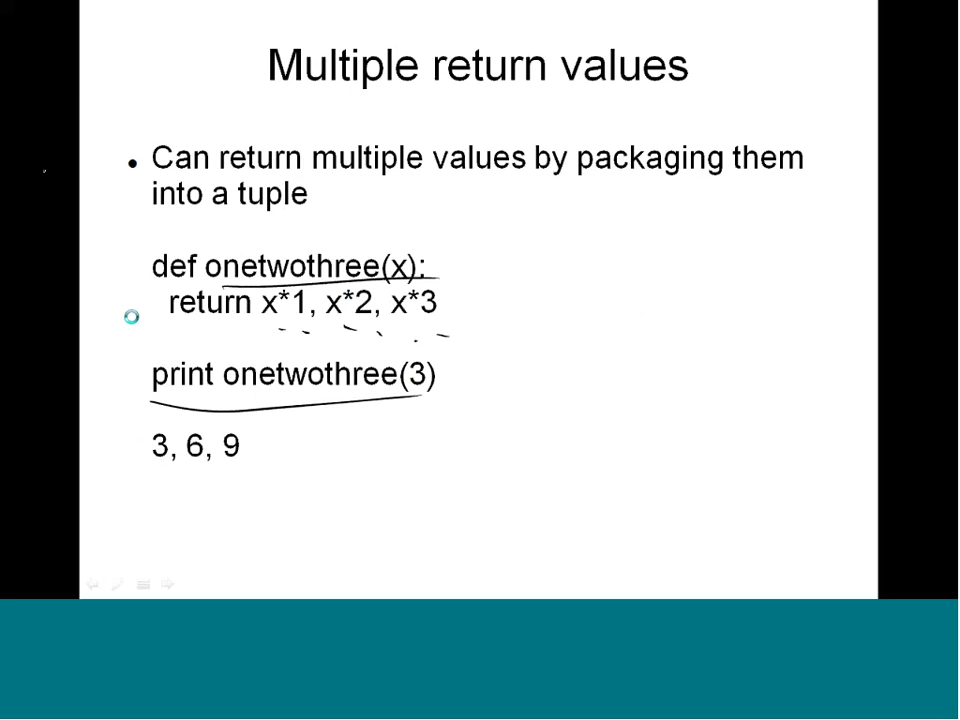 Multiple return values
Can return multiple values by packaging them
into a tuple
def onetwothree(x):
return x*1, x*2, x*3
print onetwothree(3)
3, 6, 9